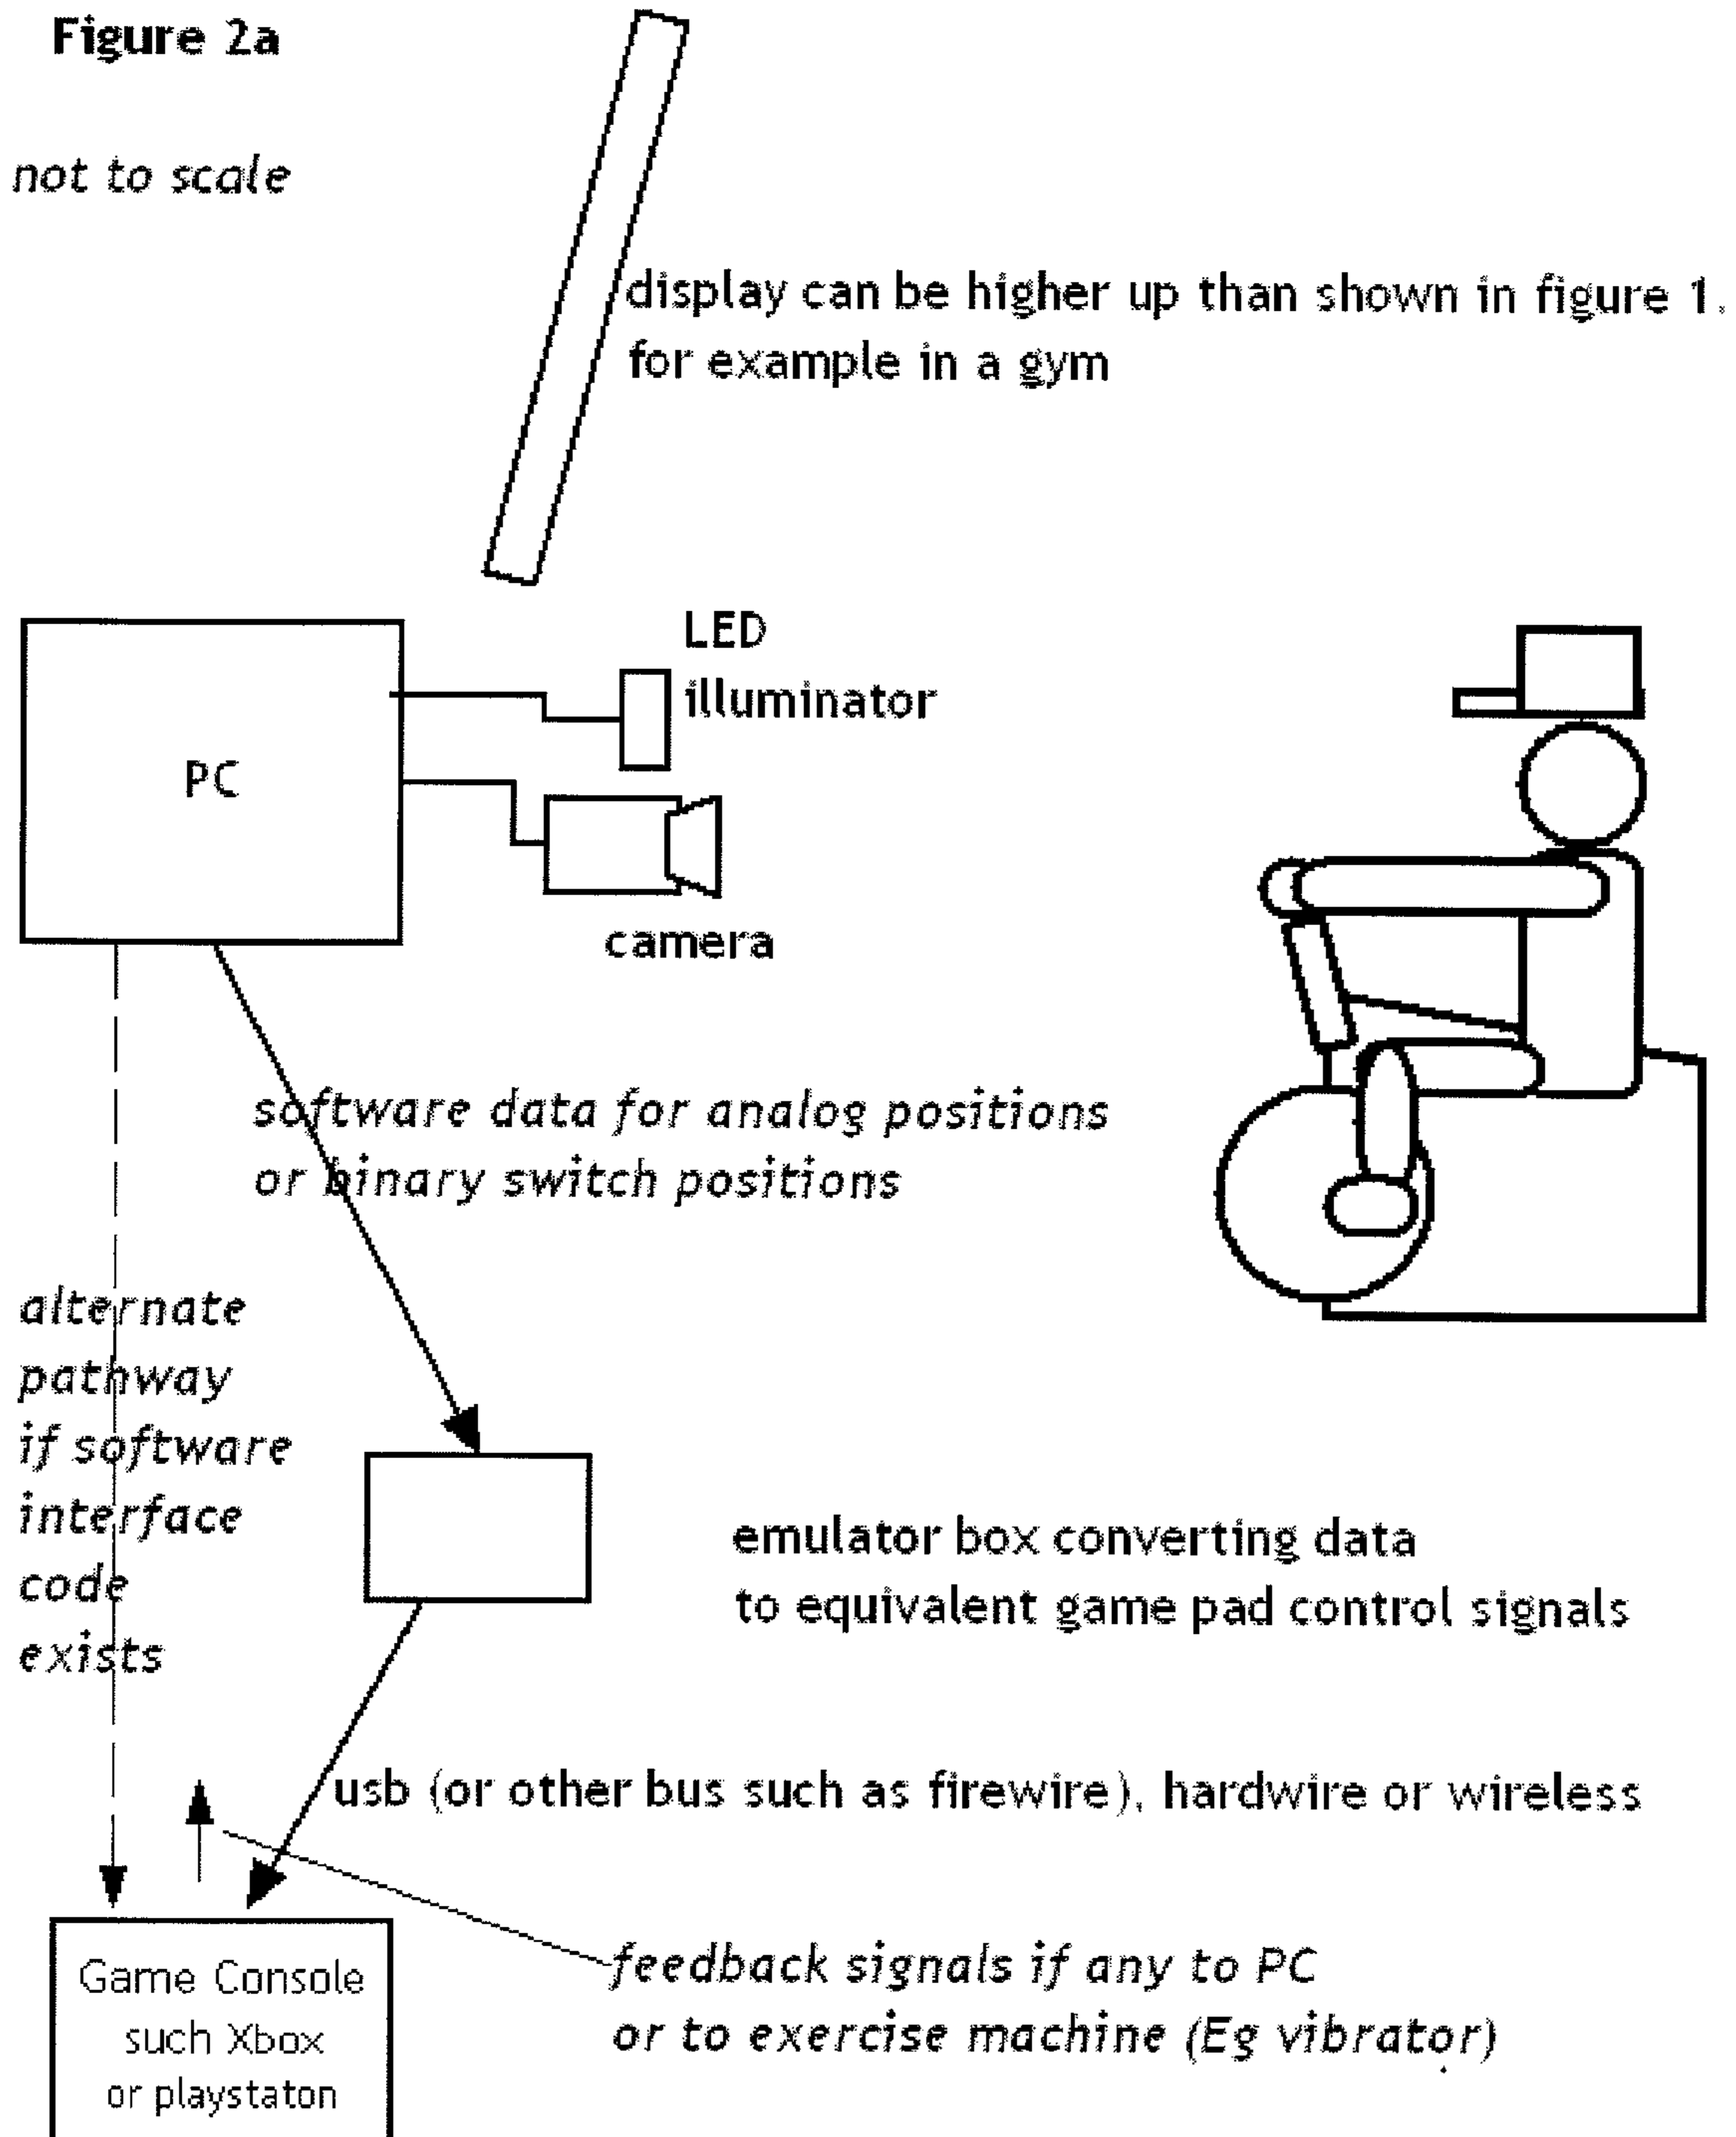 Figure 2a
not to scale
display can be higher up than shown in figure 1.
for example in a gym
LED
illuminator
PC
camera
software data for analog positions
or binary switch positions
alternate
pathway
if software
interface
code
exists
emulator box converting data
to equivalent game pad control signals
usb (or other bus such as firewire), hardwire or wireless
feedback signals if any to PC
or to exercise machine (Eg vibrator)
Game Console
such Xbox
or playstaton